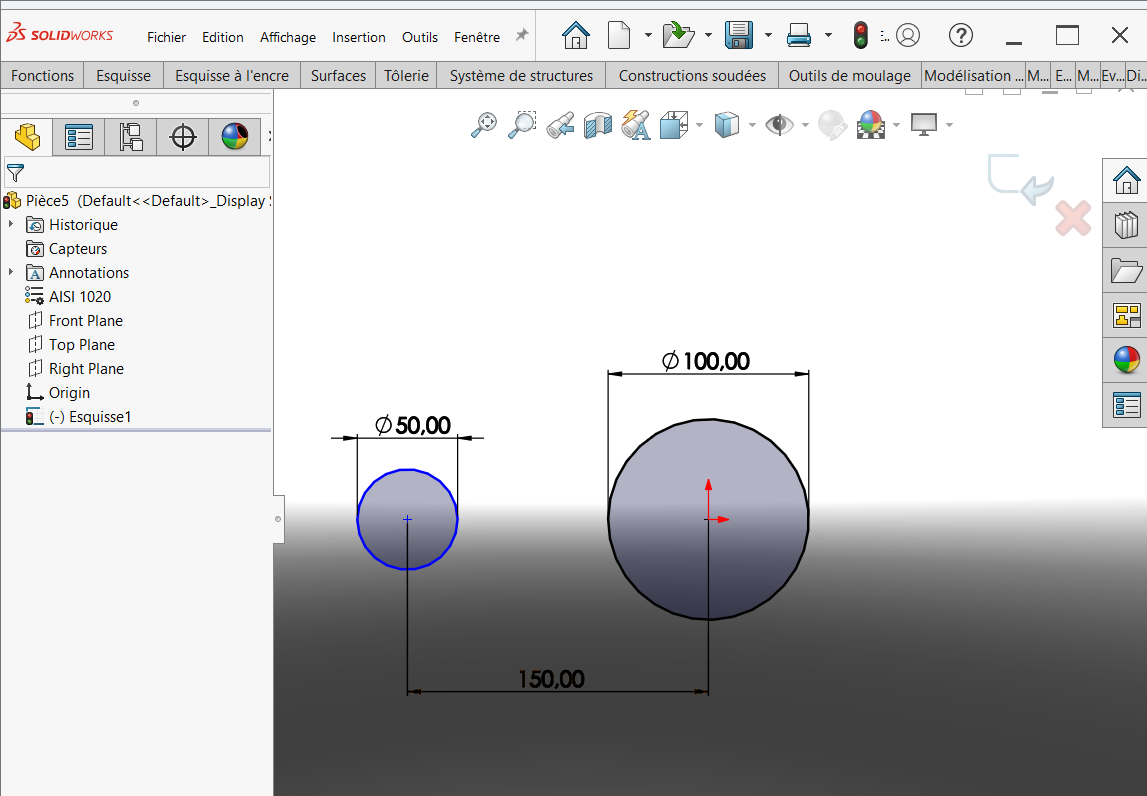 SOLIDWORKS Fichier Edition Affichage Insertion Outils Fenêtre
Fonctions Esquisse Esquisse à l'encre Surfaces Tôlerie Système de structures Constructions soudées Outils de moulage Modélisation ... M... E... M... Ev... Di...
Pièce5 (Default<<Default>_Display
Historique
Capteurs
Annotations
AISI 1020
Front Plane
Top Plane
Right Plane
Origin
(-) Esquisse1
∅100,00
∅50,00
150,00